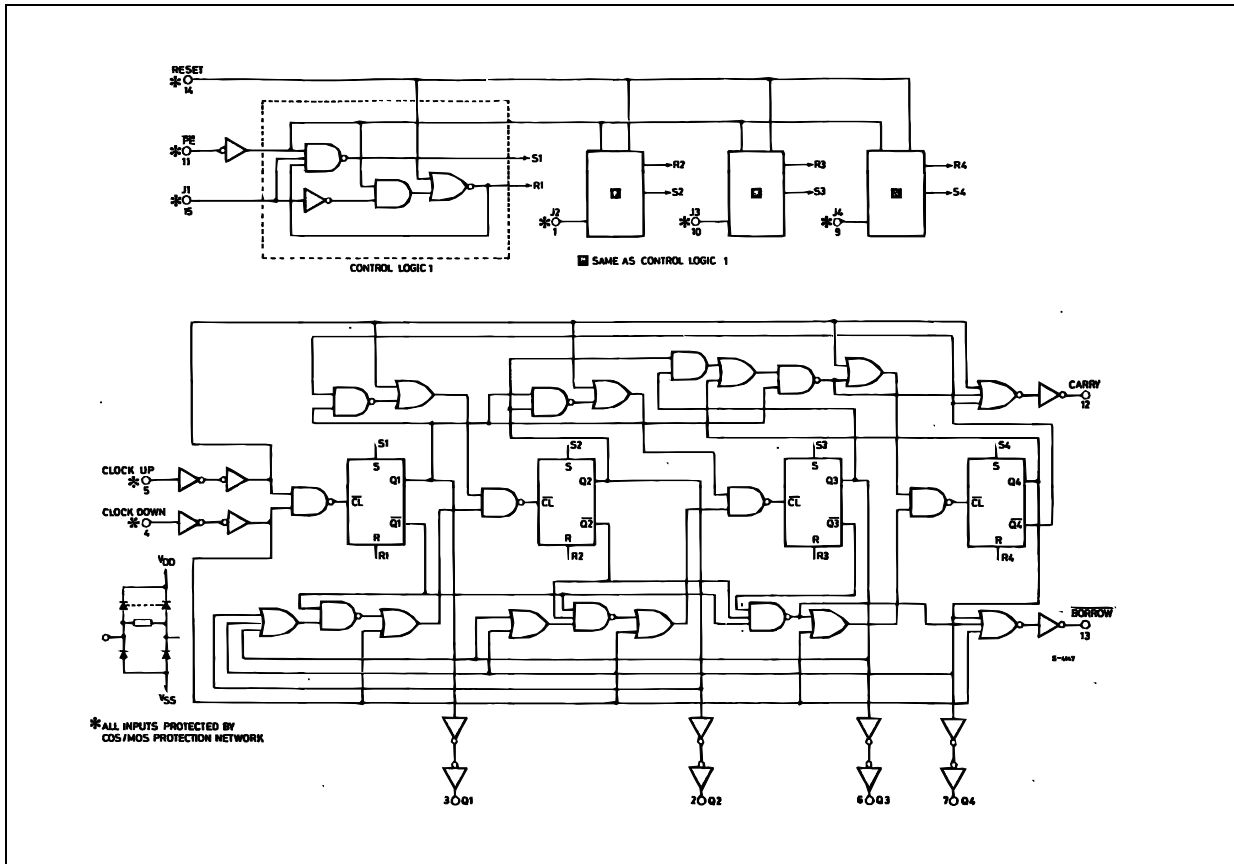 RESET
14
PE
11
J1
15
S1
R1
R2
S2
J2
1
R3
S3
J3
10
R4
S4
J4
9
CONTROL LOGIC 1
SAME AS CONTROL LOGIC 1
CARRY
12
CLOCK UP
5
CLOCK DOWN
4
S1
S
Q1
CL
Q1
R
R1
S2
S
Q2
CL
Q2
R
R2
S3
S
Q3
CL
Q3
R
R3
S4
S
Q4
CL
Q4
R
R4
VDD
VSS
BORROW
13
* ALL INPUTS PROTECTED BY
COS/MOS PROTECTION NETWORK
3 Q1
2 Q2
6 Q3
7 Q4